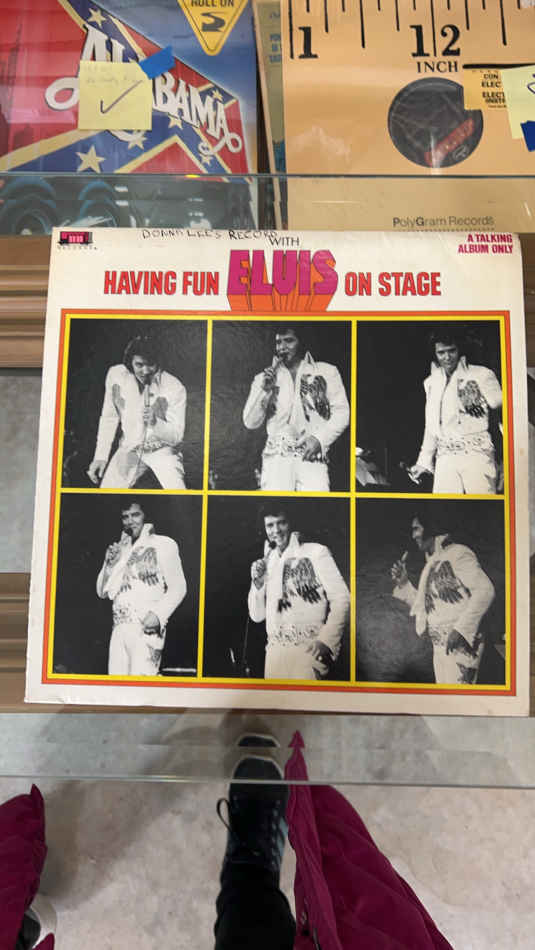 ROLL ON
2
ALABAMA
1
12
INCH
PolyGram Records
DONNA LEE'S RECORD
WITH
A TALKING
ALBUM ONLY
HAVING FUN ELVIS ON STAGE